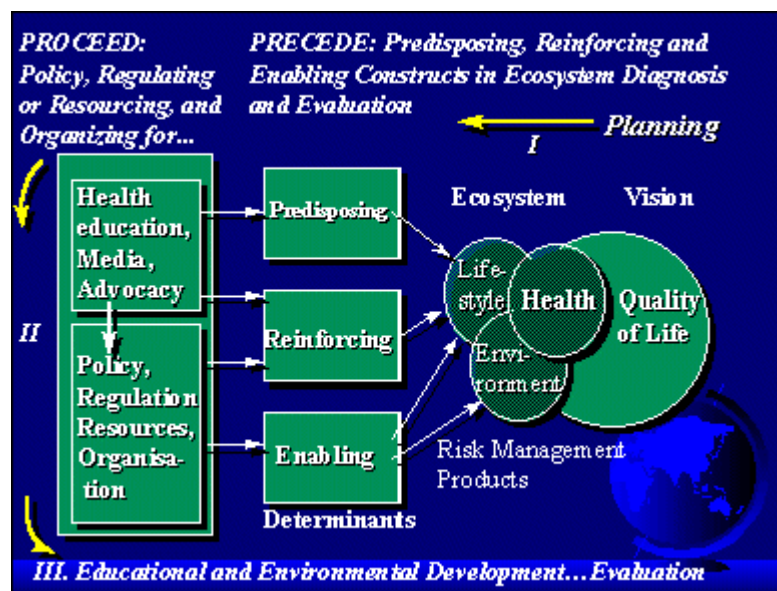 PROCEED:
Policy, Regulating
or Resourcing, and
Organizing for...
PRECEDE: Predisposing, Reinforcing and
Enabling Constructs in Ecosystem Diagnosis
and Evaluation
Planning
I
Ecosystem
Vision
Health
education,
Media,
Advocacy
II
Policy,
Regulation
Resources,
Organisa-
tion
Predisposing
Reinforcing
Enabling
Determinants
Life-
style
Health
Envi-
ronment
Quality
of Life
Risk Management
Products
III. Educational and Environmental Development...Evaluation